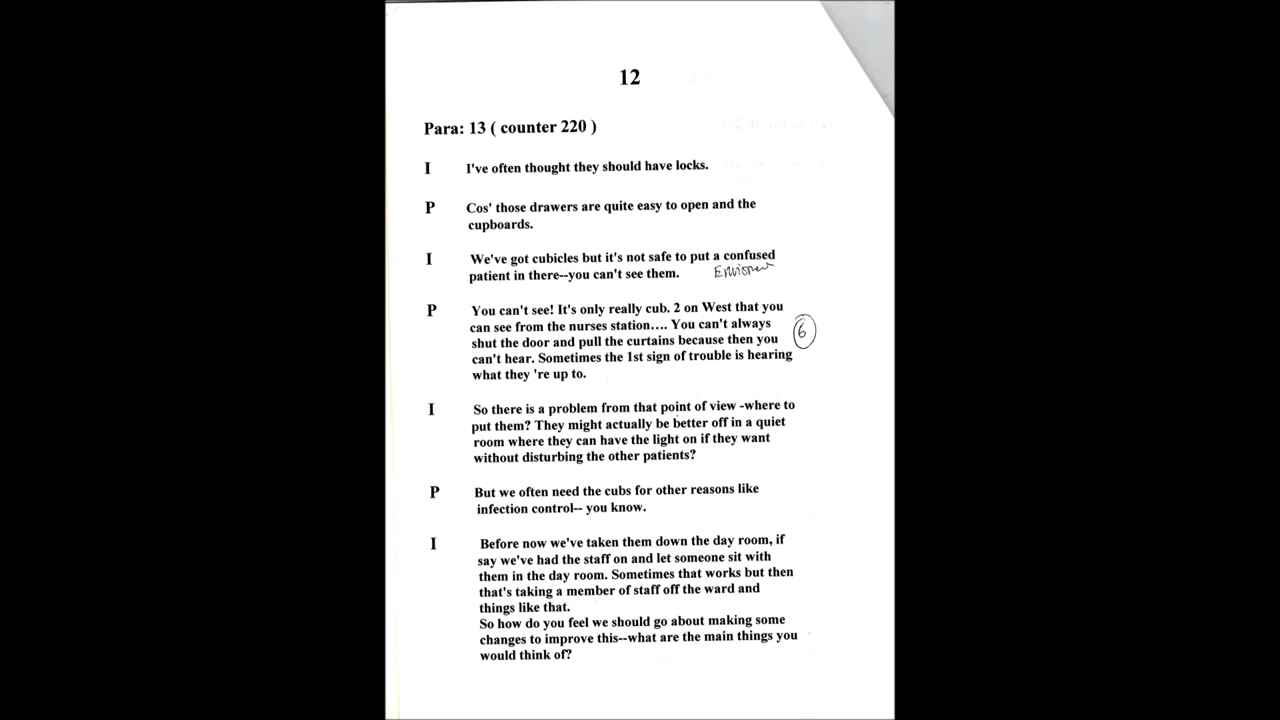 12
Para: 13 ( counter 220 )
I I've often thought they should have locks.
P Cos' those drawers are quite easy to open and the
cupboards.
I We've got cubicles but it's not safe to put a confused
patient in there--you can't see them.
P You can't see! It's only really cub. 2 on West that you
can see from the nurses station.... You can't always
shut the door and pull the curtains because then you
6
can't hear. Sometimes the 1st sign of trouble is hearing
what they 're up to.
I So there is a problem from that point of view -where to
put them? They might actually be better off in a quiet
room where they can have the light on if they want
without disturbing the other patients?
P But we often need the cubs for other reasons like
infection control-- you know.
I Before now we've taken them down the day room, if
say we've had the staff on and let someone sit with
them in the day room. Sometimes that works but then
that's taking a member of staff off the ward and
things like that.
So how do you feel we should go about making some
changes to improve this--what are the main things you
would think of?